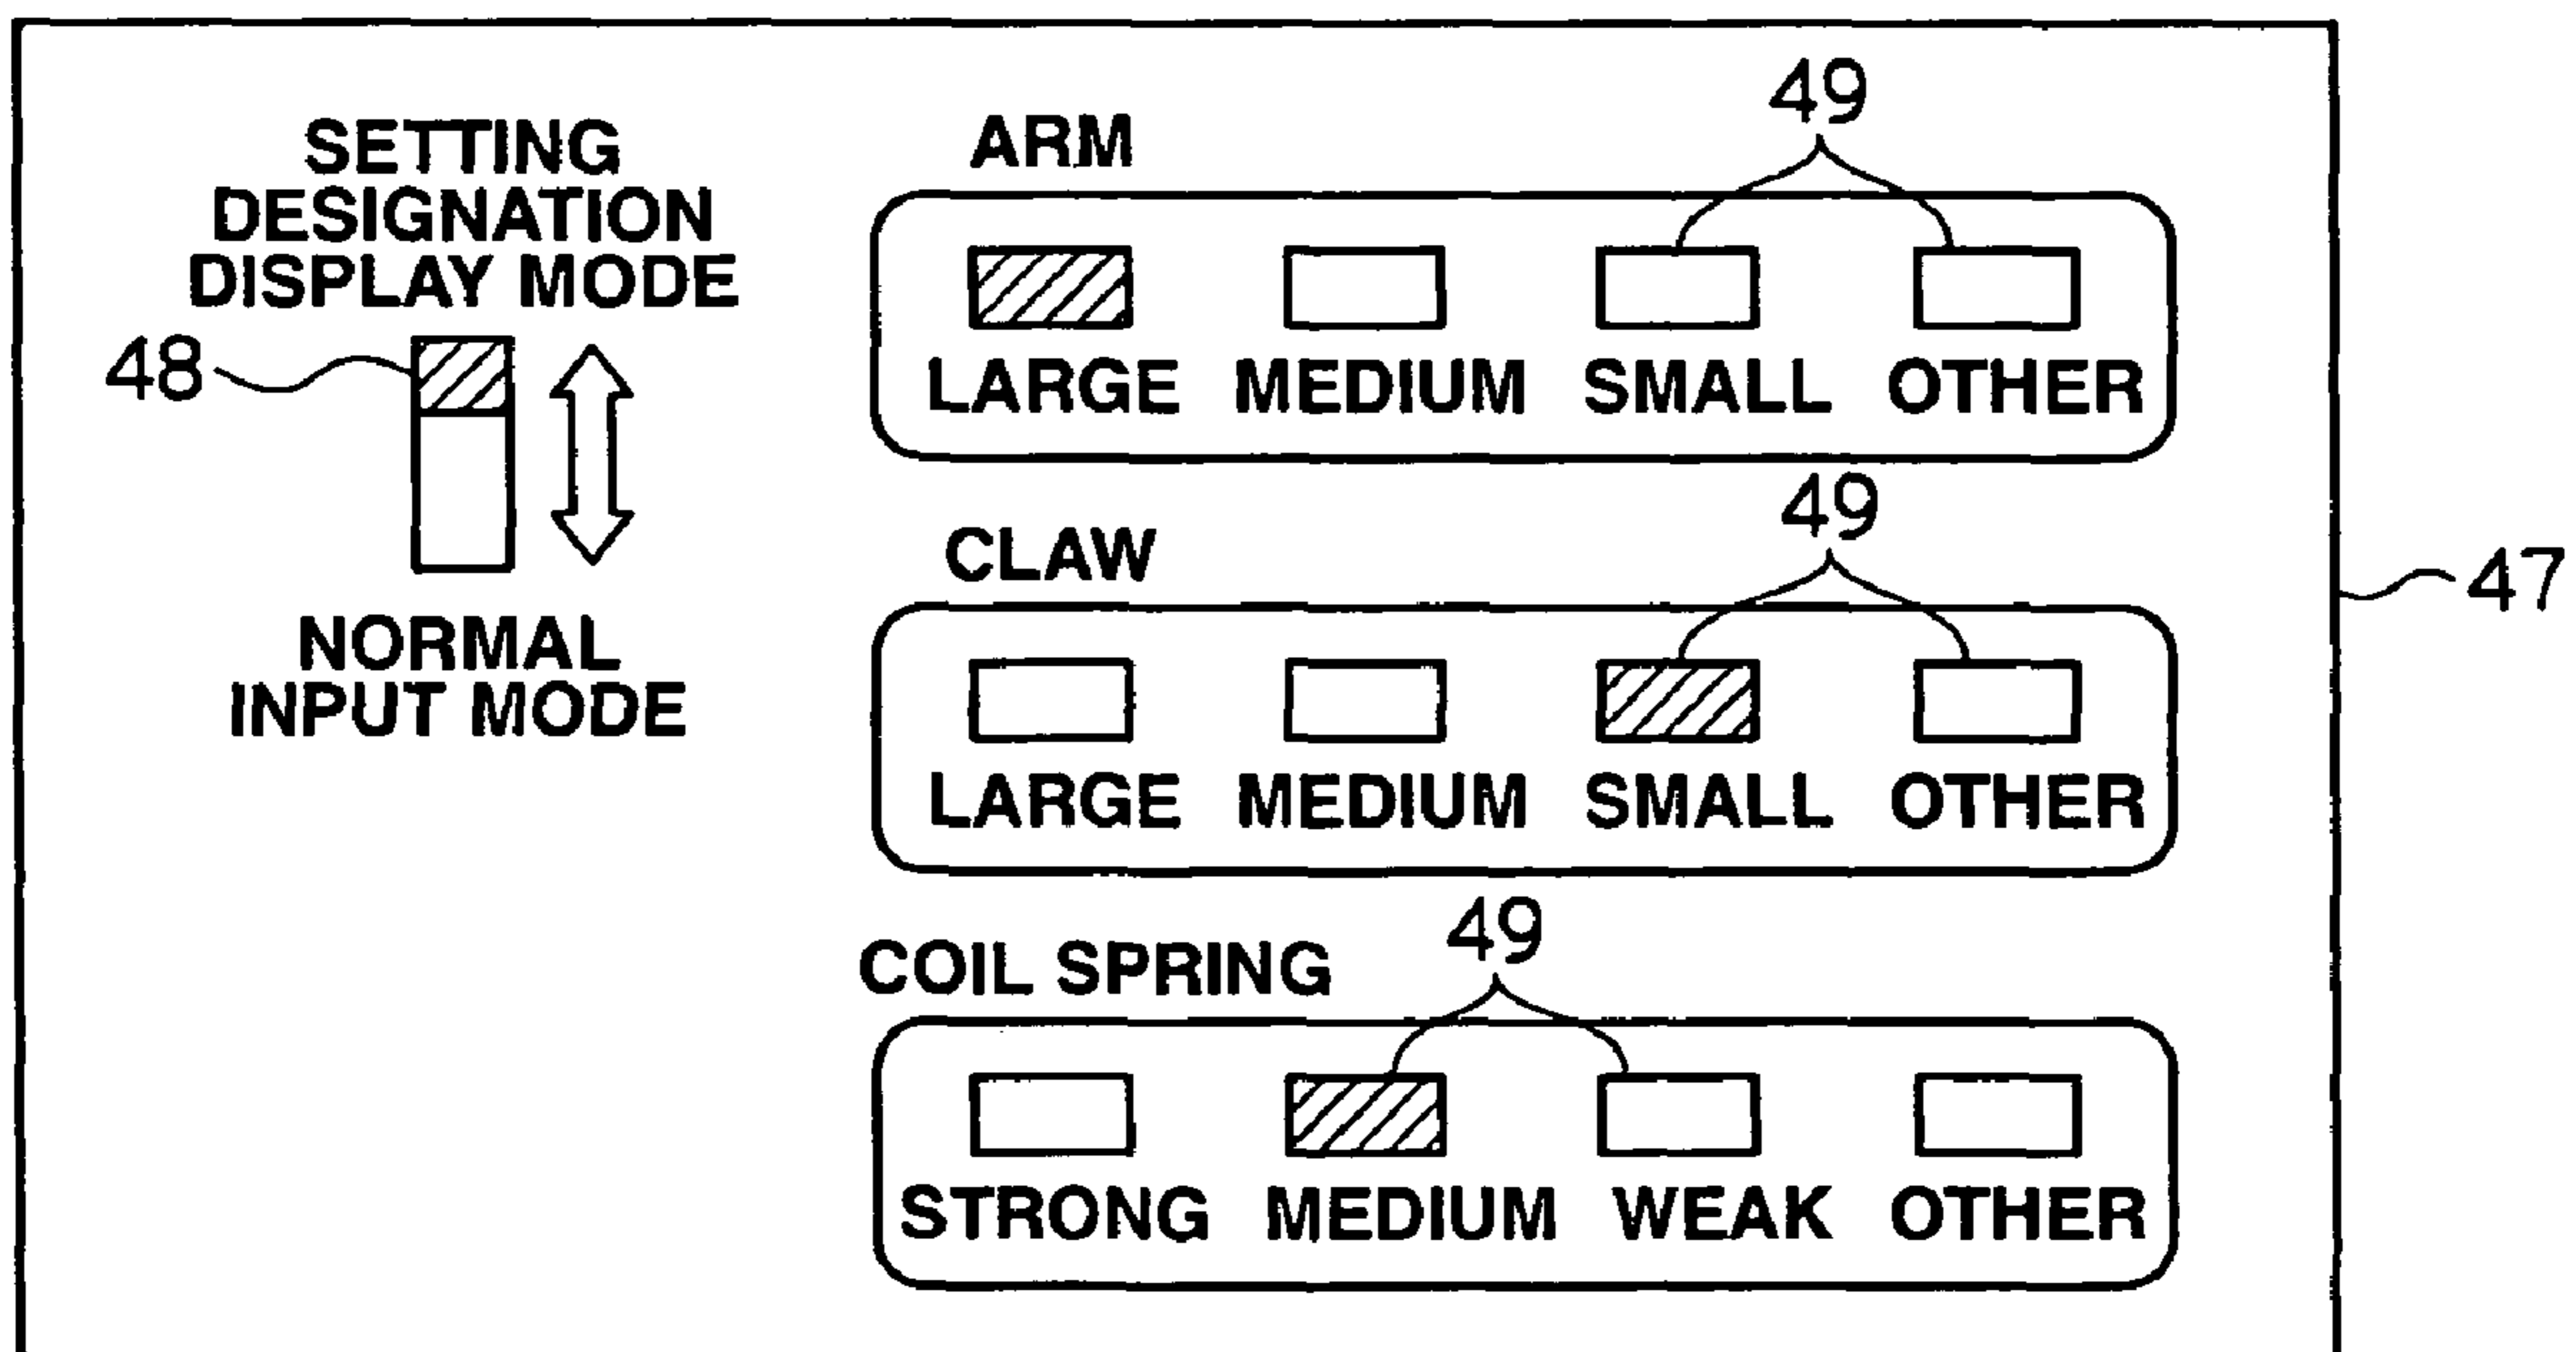 SETTING
DESIGNATION
DISPLAY MODE
48
NORMAL
INPUT MODE
ARM
49
LARGE MEDIUM SMALL OTHER
CLAW
49
LARGE MEDIUM SMALL OTHER
47
COIL SPRING
49
STRONG MEDIUM WEAK OTHER